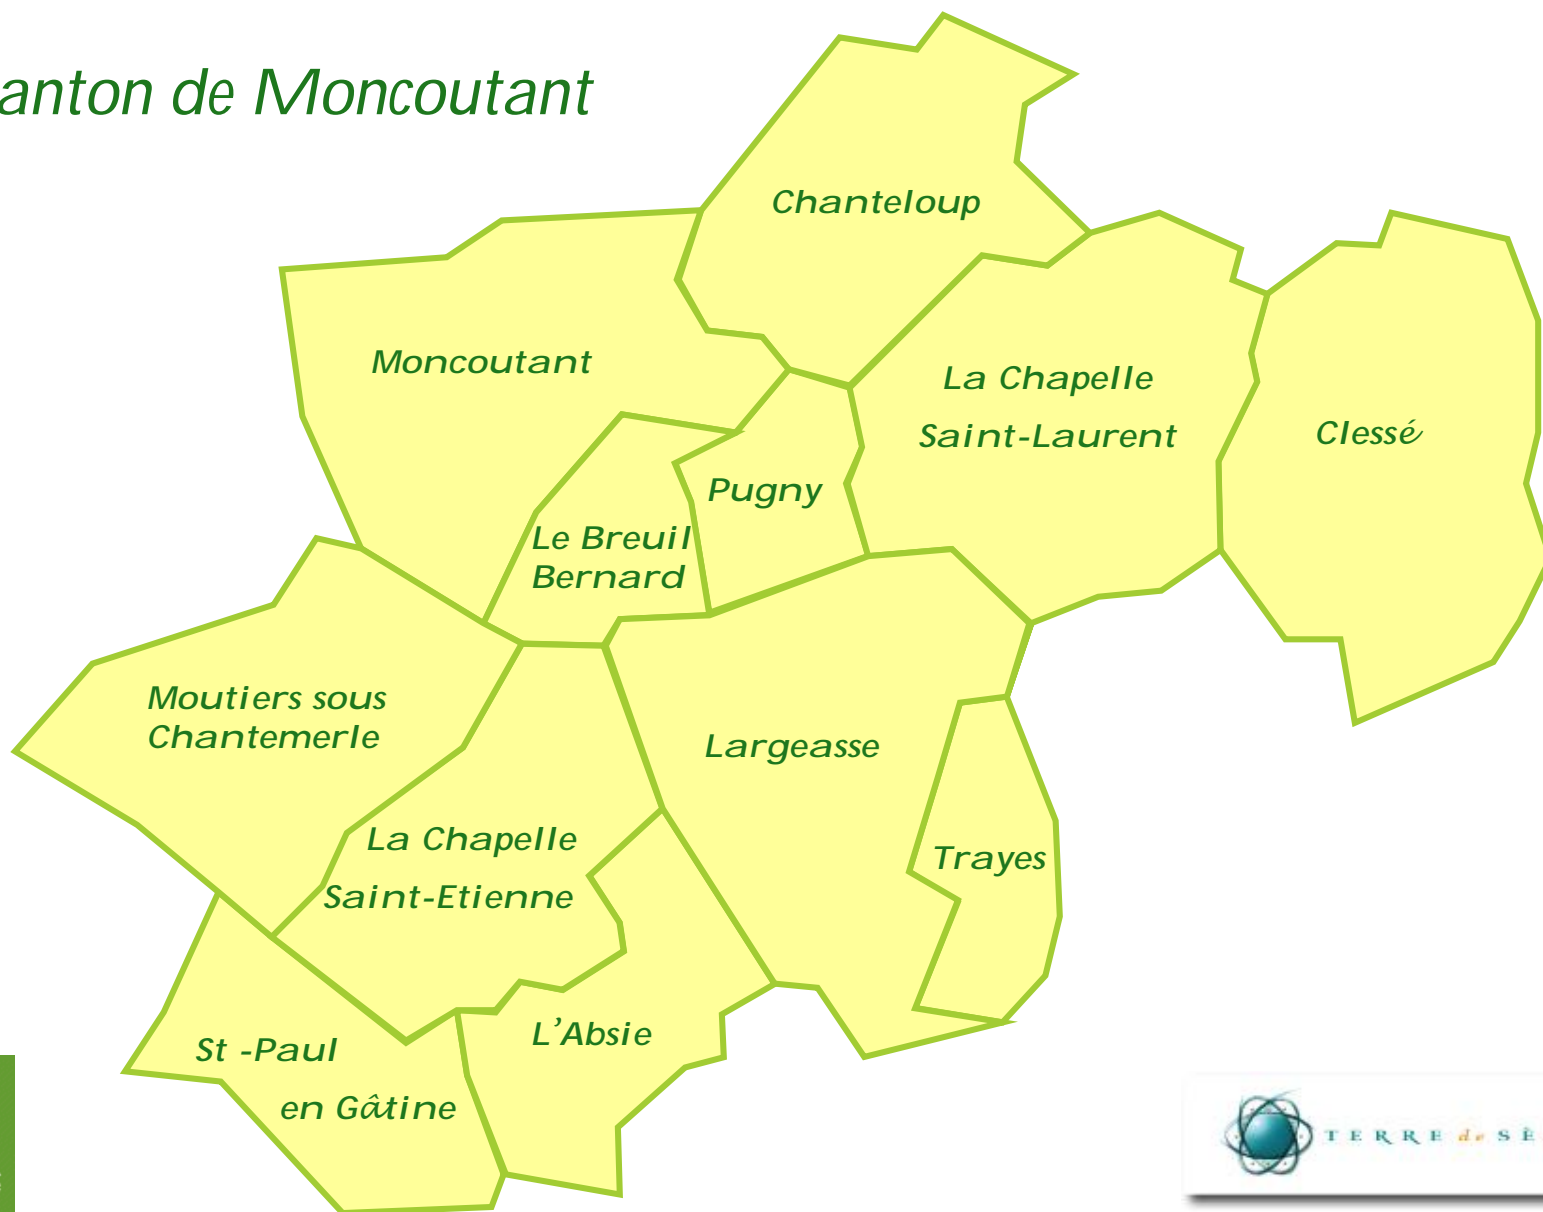 anton de Moncoutant
Chanteloup
Moncoutant
La Chapelle
Saint-Laurent
Clessé
Pugny
Le Breuil
Bernard
Moutiers sous
Chantemerle
Largeasse
La Chapelle
Saint-Etienne
Trayes
L'Absie
St -Paul
en Gâtine
TERRE de SÈ